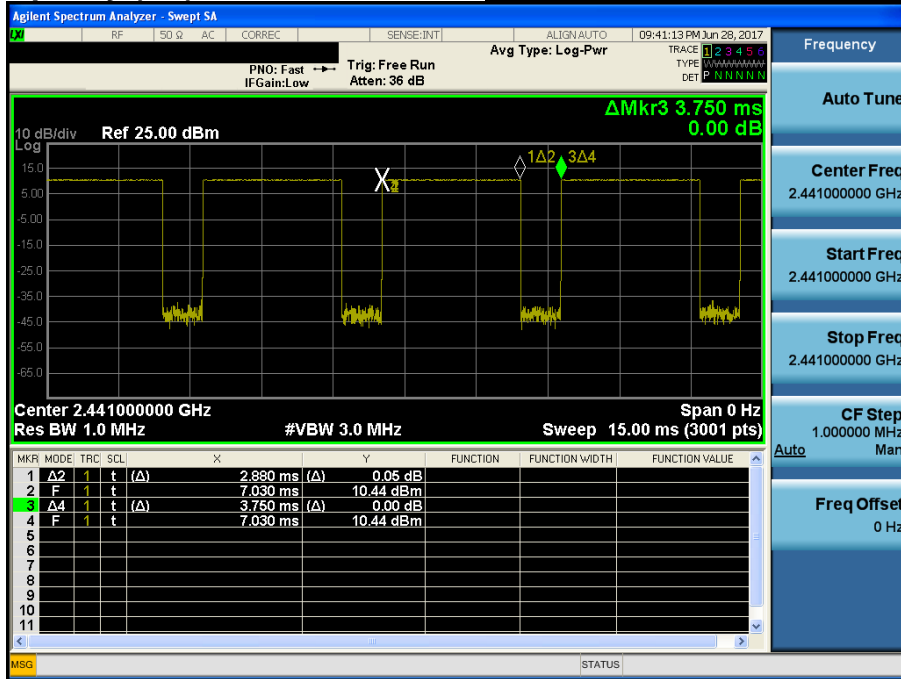 Agilent Spectrum Analyzer - Swept SA
LXI RF 50 Ω AC CORREC SENSE:INT ALIGN AUTO 09:41:13 PM Jun 28, 2017
Avg Type: Log-Pwr TRACE 1 2 3 4 5 6
PNO: Fast Trig: Free Run TYPE WWWWWW
IFGain:Low Atten: 36 dB DET P N N N N N
Frequency
Auto Tune
Center Freq
2.441000000 GHz
Start Freq
2.441000000 GHz
Stop Freq
2.441000000 GHz
CF Step
1.000000 MHz
Auto Man
Freq Offset
0 Hz
ΔMkr3 3.750 ms
0.00 dB
10 dB/div Ref 25.00 dBm
Log
1Δ2 3Δ4
15.0
5.00
-5.00
-15.0
-25.0
-35.0
-45.0
-55.0
-65.0
Center 2.441000000 GHz Span 0 Hz
Res BW 1.0 MHz #VBW 3.0 MHz Sweep 15.00 ms (3001 pts)
MKR MODE TRC SCL X Y FUNCTION FUNCTION WIDTH FUNCTION VALUE
1 Δ2 1 t (Δ) 2.880 ms (Δ) 0.05 dB
2 F 1 t 7.030 ms 10.44 dBm
3 Δ4 1 t (Δ) 3.750 ms (Δ) 0.00 dB
4 F 1 t 7.030 ms 10.44 dBm
5
6
7
8
9
10
11
MSG STATUS